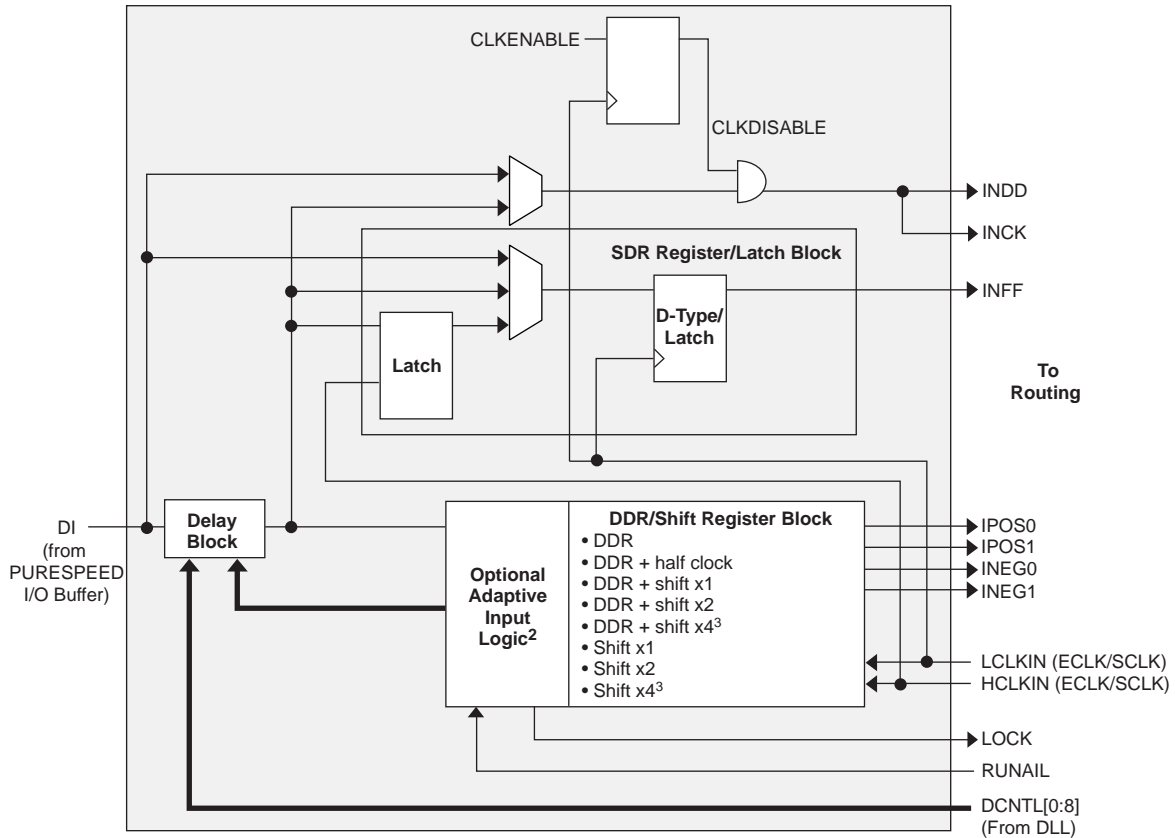 CLKENABLE
CLKDISABLE
INDD
INCK
SDR Register/Latch Block
INFF
D-Type/
Latch
Latch
To
Routing
DI
(from
PURESPEED
I/O Buffer)
Delay
Block
Optional
Adaptive
Input
Logic²
DDR/Shift Register Block
• DDR
• DDR + half clock
• DDR + shift x1
• DDR + shift x2
• DDR + shift x4³
• Shift x1
• Shift x2
• Shift x4³
IPOS0
IPOS1
INEG0
INEG1
LCLKIN (ECLK/SCLK)
HCLKIN (ECLK/SCLK)
LOCK
RUNAIL
DCNTL[0:8]
(From DLL)